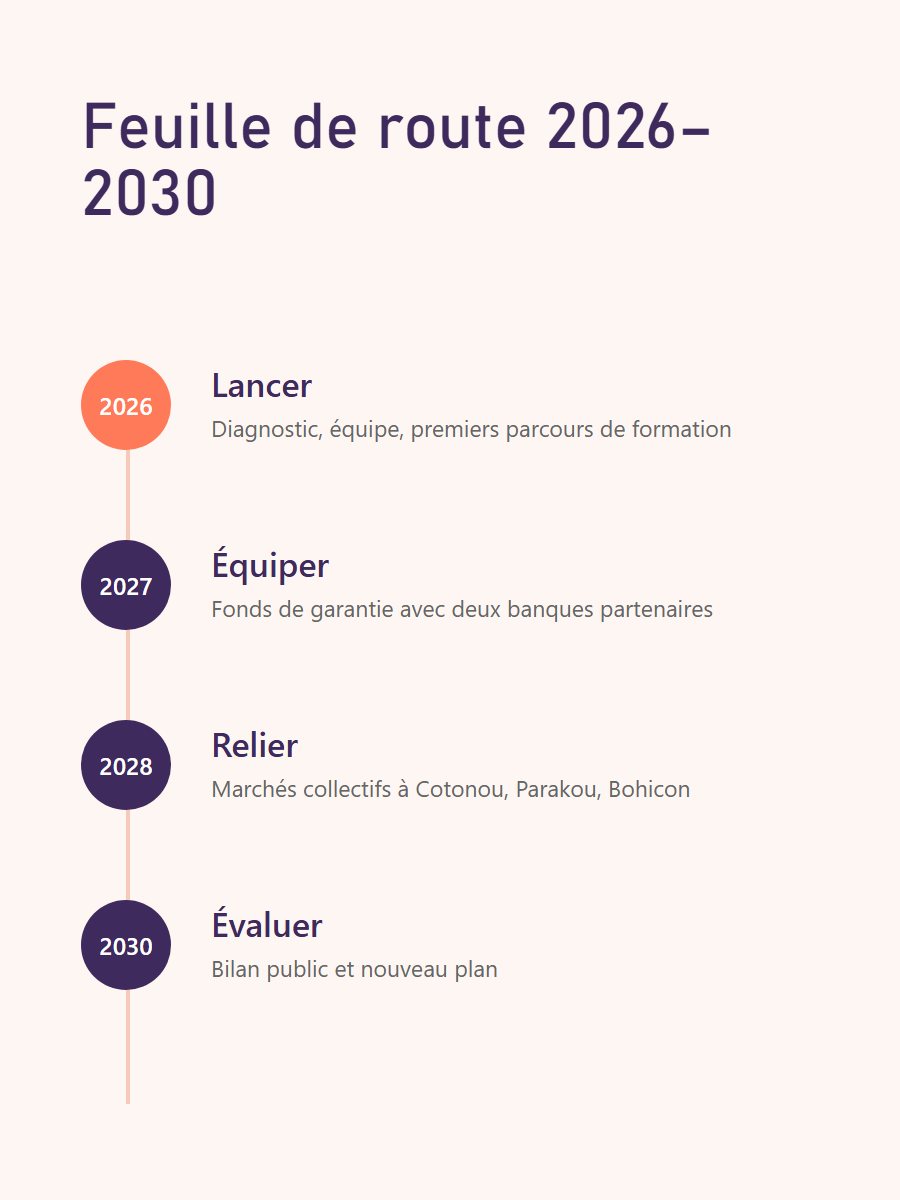 Feuille de route 2026–
2030
2026
Lancer
Diagnostic, équipe, premiers parcours de formation
2027
Équiper
Fonds de garantie avec deux banques partenaires
2028
Relier
Marchés collectifs à Cotonou, Parakou, Bohicon
2030
Évaluer
Bilan public et nouveau plan